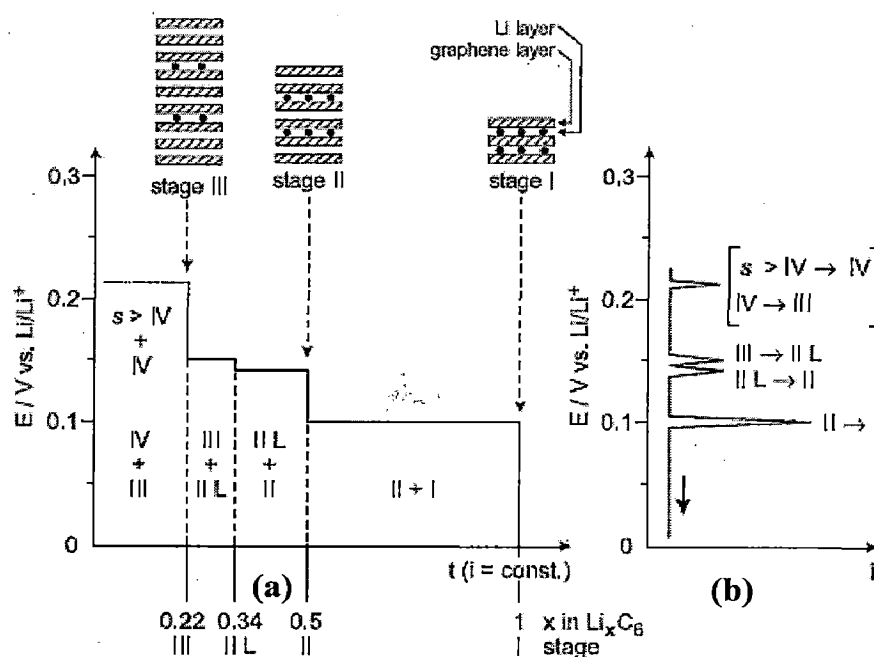 Li layer
graphene layer
stage III
stage II
stage I
0,3
0.2
0.1
0
E / V vs. Li/Li+
s > IV
+
IV
IV
+
III
III
+
II L
II L
+
II
II + I
t (i = const.)
(a)
0.22 0.34 0.5 1 x in LixC6
III II L II I stage
0,3
0.2
0.1
0
E / V vs. Li/Li+
s > IV → IV
IV → III
III → II L
II L → II
II →
i
(b)